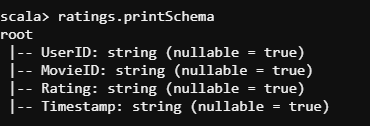 scala> ratings.printSchema
root
 |-- UserID: string (nullable = true)
 |-- MovieID: string (nullable = true)
 |-- Rating: string (nullable = true)
 |-- Timestamp: string (nullable = true)